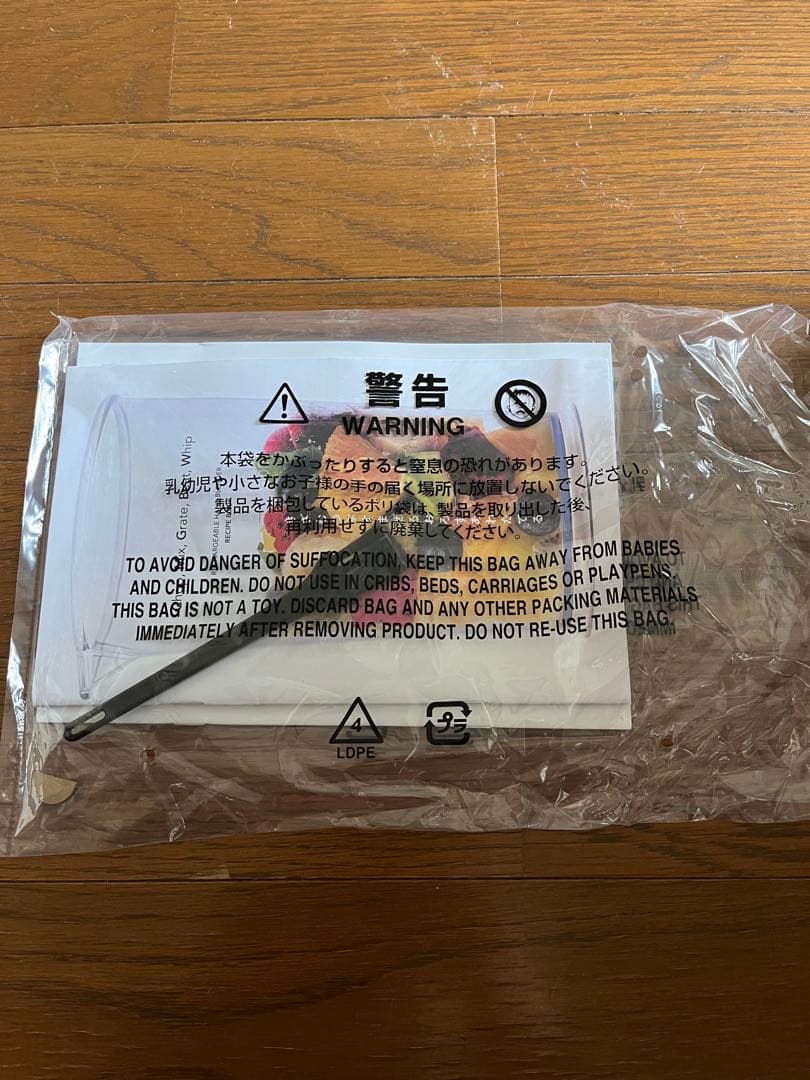 警告
WARNING
本袋をかぶったりすると窒息の恐れがあります。
乳幼児や小さなお子様の手の届く場所に放置しないでください。
製品を梱包しているポリ袋は、製品を取り出した後、
再利用せずに廃棄してください。
TO AVOID DANGER OF SUFFOCATION, KEEP THIS BAG AWAY FROM BABIES
AND CHILDREN. DO NOT USE IN CRIBS, BEDS, CARRIAGES OR PLAYPENS.
THIS BAG IS NOT A TOY. DISCARD BAG AND ANY OTHER PACKING MATERIALS
IMMEDIATELY AFTER REMOVING PRODUCT. DO NOT RE-USE THIS BAG.
4
LDPE
プラ
Mix, Grate, Beat, Whip
RECIPE